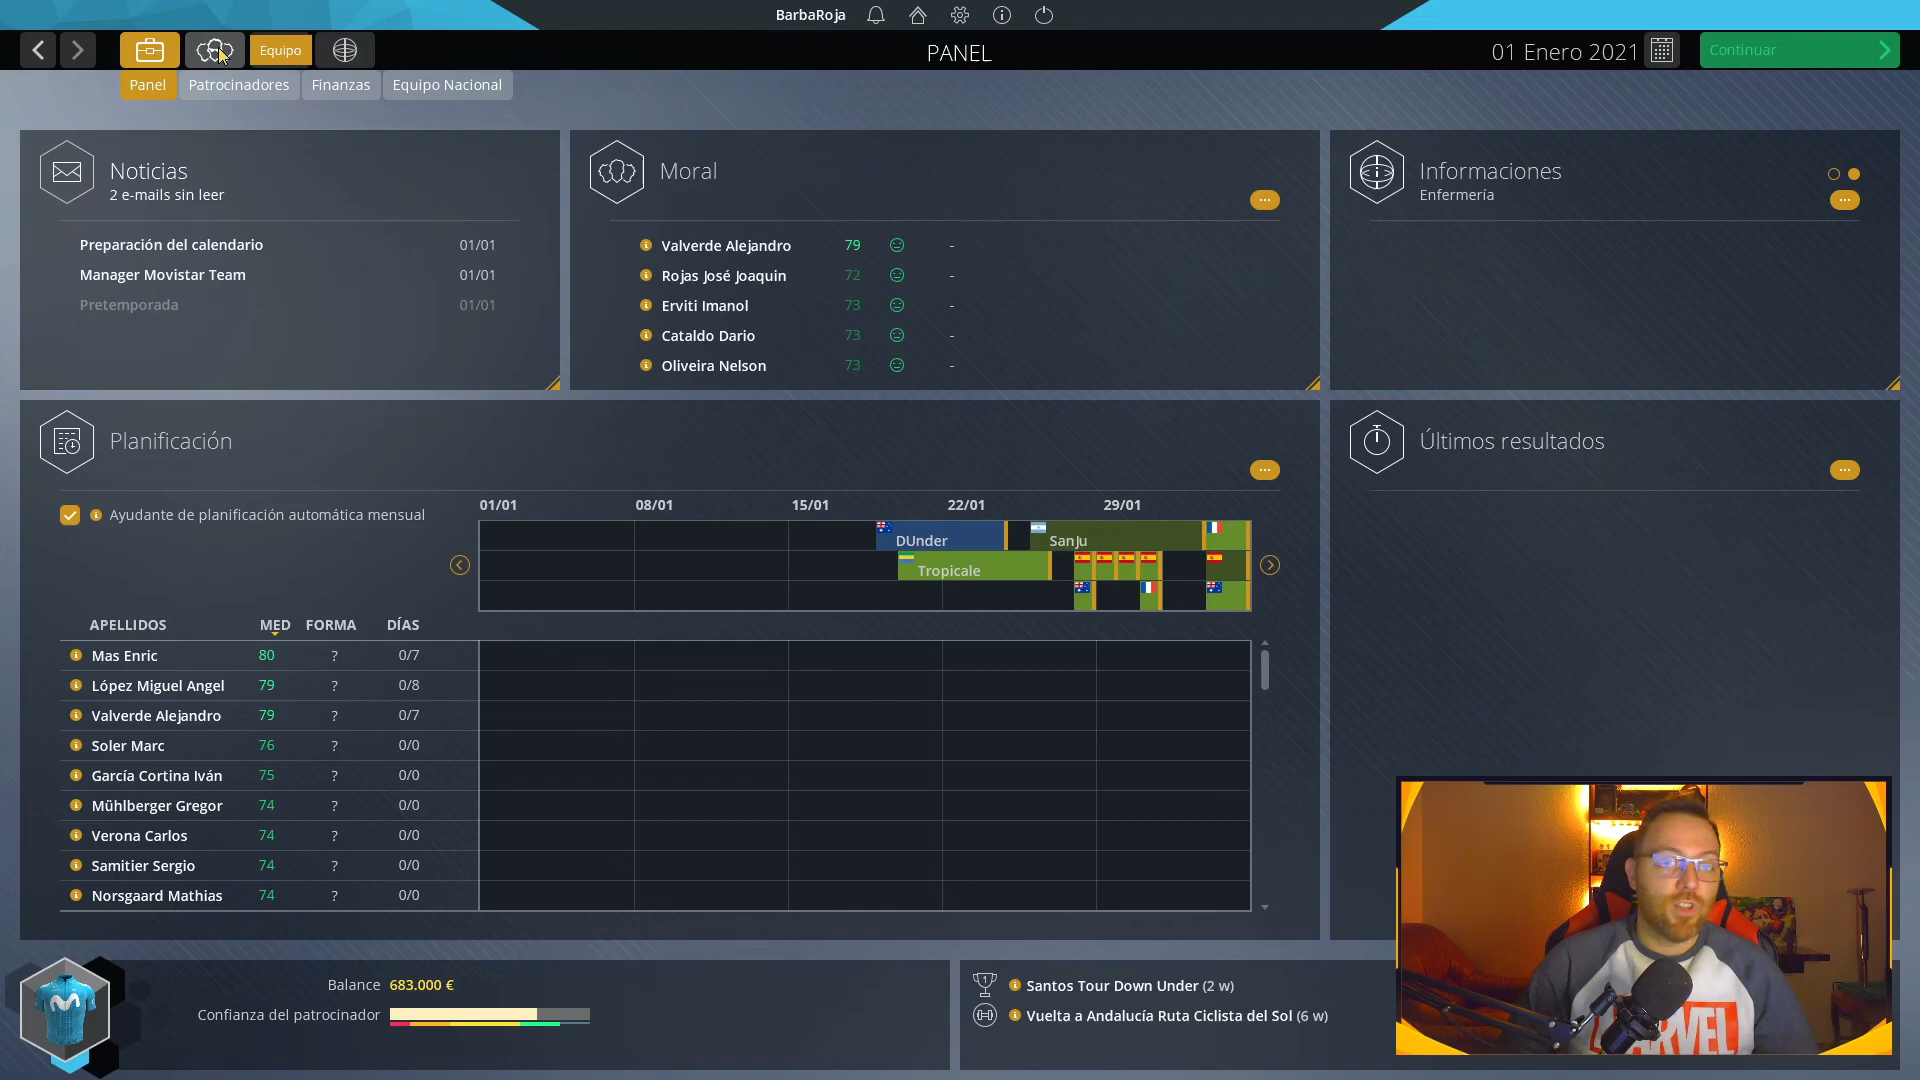 BarbaRoja
Equipo
PANEL
01 Enero 2021
Continuar
Panel
Patrocinadores
Finanzas
Equipo Nacional
Noticias
2 e-mails sin leer
Preparación del calendario 01/01
Manager Movistar Team 01/01
Pretemporada 01/01
Moral
...
Valverde Alejandro 79 -
Rojas José Joaquin 72 -
Erviti Imanol 73 -
Cataldo Dario 73 -
Oliveira Nelson 73 -
Informaciones
Enfermería
...
Planificación
...
Ayudante de planificación automática mensual
01/01 08/01 15/01 22/01 29/01
DUnder SanJu
Tropicale
APELLIDOS MED FORMA DÍAS
Mas Enric 80 ? 0/7
López Miguel Angel 79 ? 0/8
Valverde Alejandro 79 ? 0/7
Soler Marc 76 ? 0/0
García Cortina Iván 75 ? 0/0
Mühlberger Gregor 74 ? 0/0
Verona Carlos 74 ? 0/0
Samitier Sergio 74 ? 0/0
Norsgaard Mathias 74 ? 0/0
Últimos resultados
...
Balance 683.000 €
Confianza del patrocinador
1 Santos Tour Down Under (2 w)
Vuelta a Andalucía Ruta Ciclista del Sol (6 w)
MARVEL